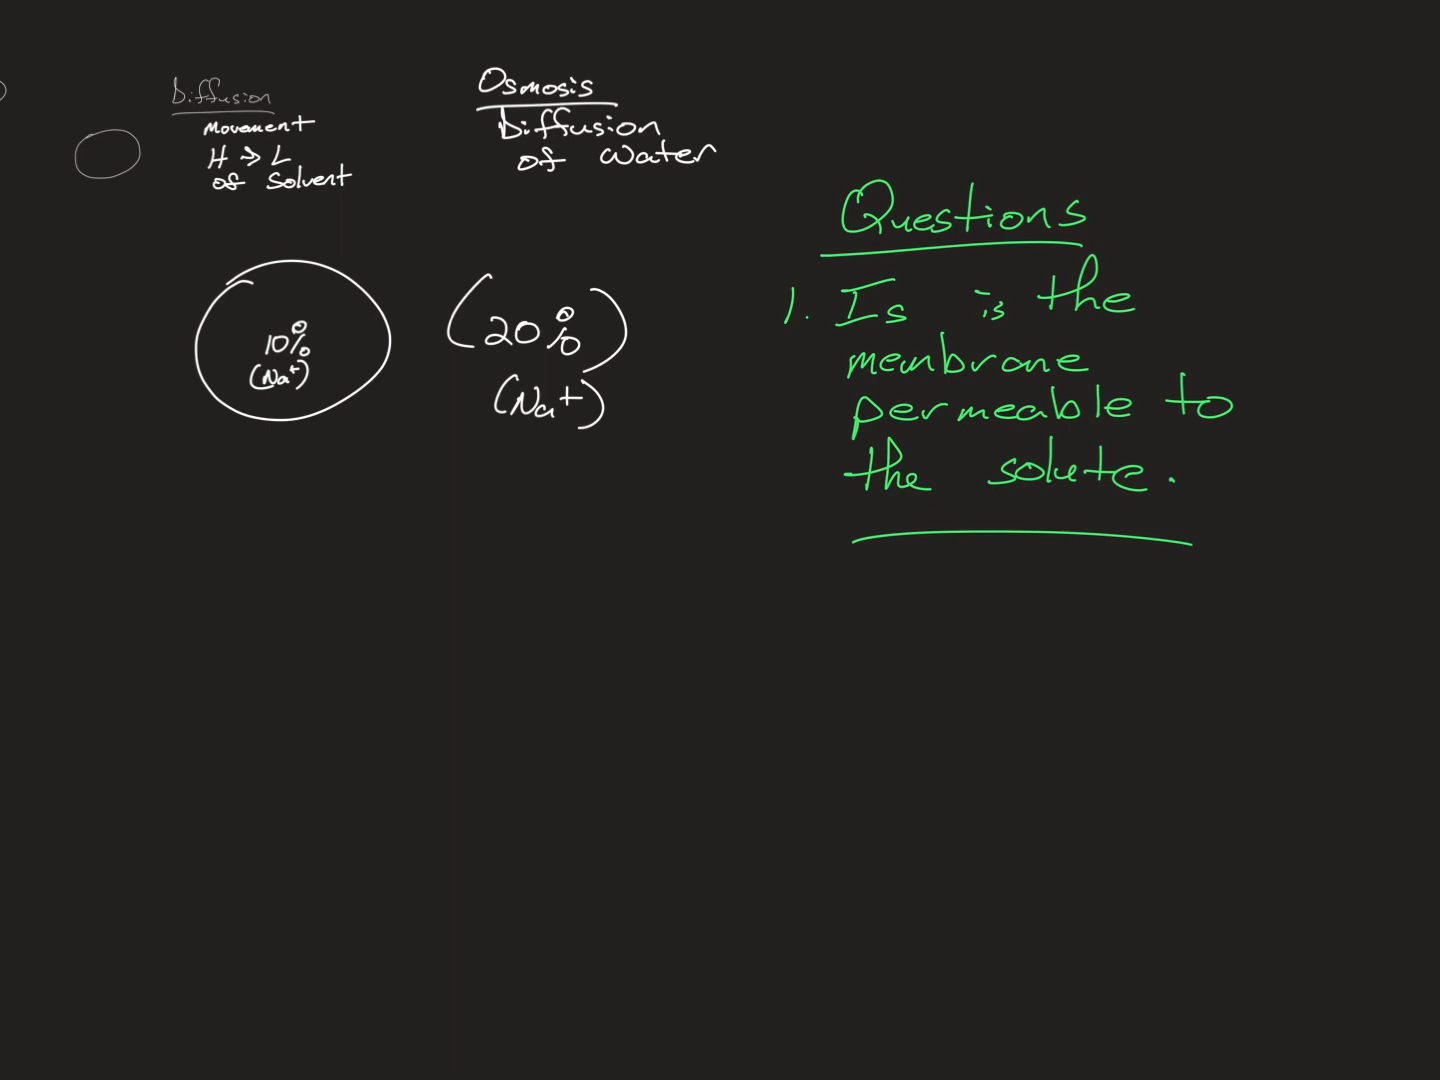 Diffusion
Movement
H → L
of Solvent
Osmosis
Diffusion
of Water
10%
(Na+)
(20%)
(Na+)
Questions
1. Is is the
membrane
permeable to
the solute.